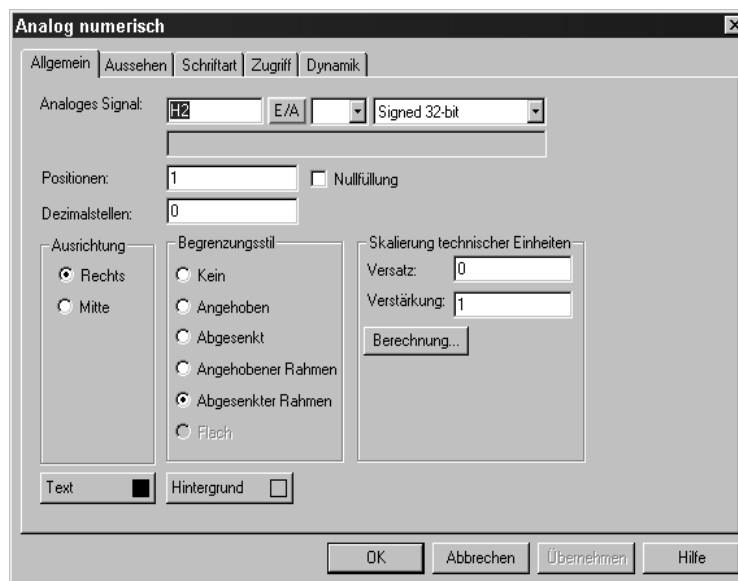 Analog numerisch
Allgemein Aussehen Schriftart Zugriff Dynamik
Analoges Signal: H2 E/A Signed 32-bit
Positionen: 1 Nullfüllung
Dezimalstellen: 0
Ausrichtung
Rechts
Mitte
Begrenzungsstil
Kein
Angehoben
Abgesenkt
Angehobener Rahmen
Abgesenkter Rahmen
Flach
Skalierung technischer Einheiten
Versatz: 0
Verstärkung: 1
Berechnung...
Text Hintergrund
OK Abbrechen Übernehmen Hilfe